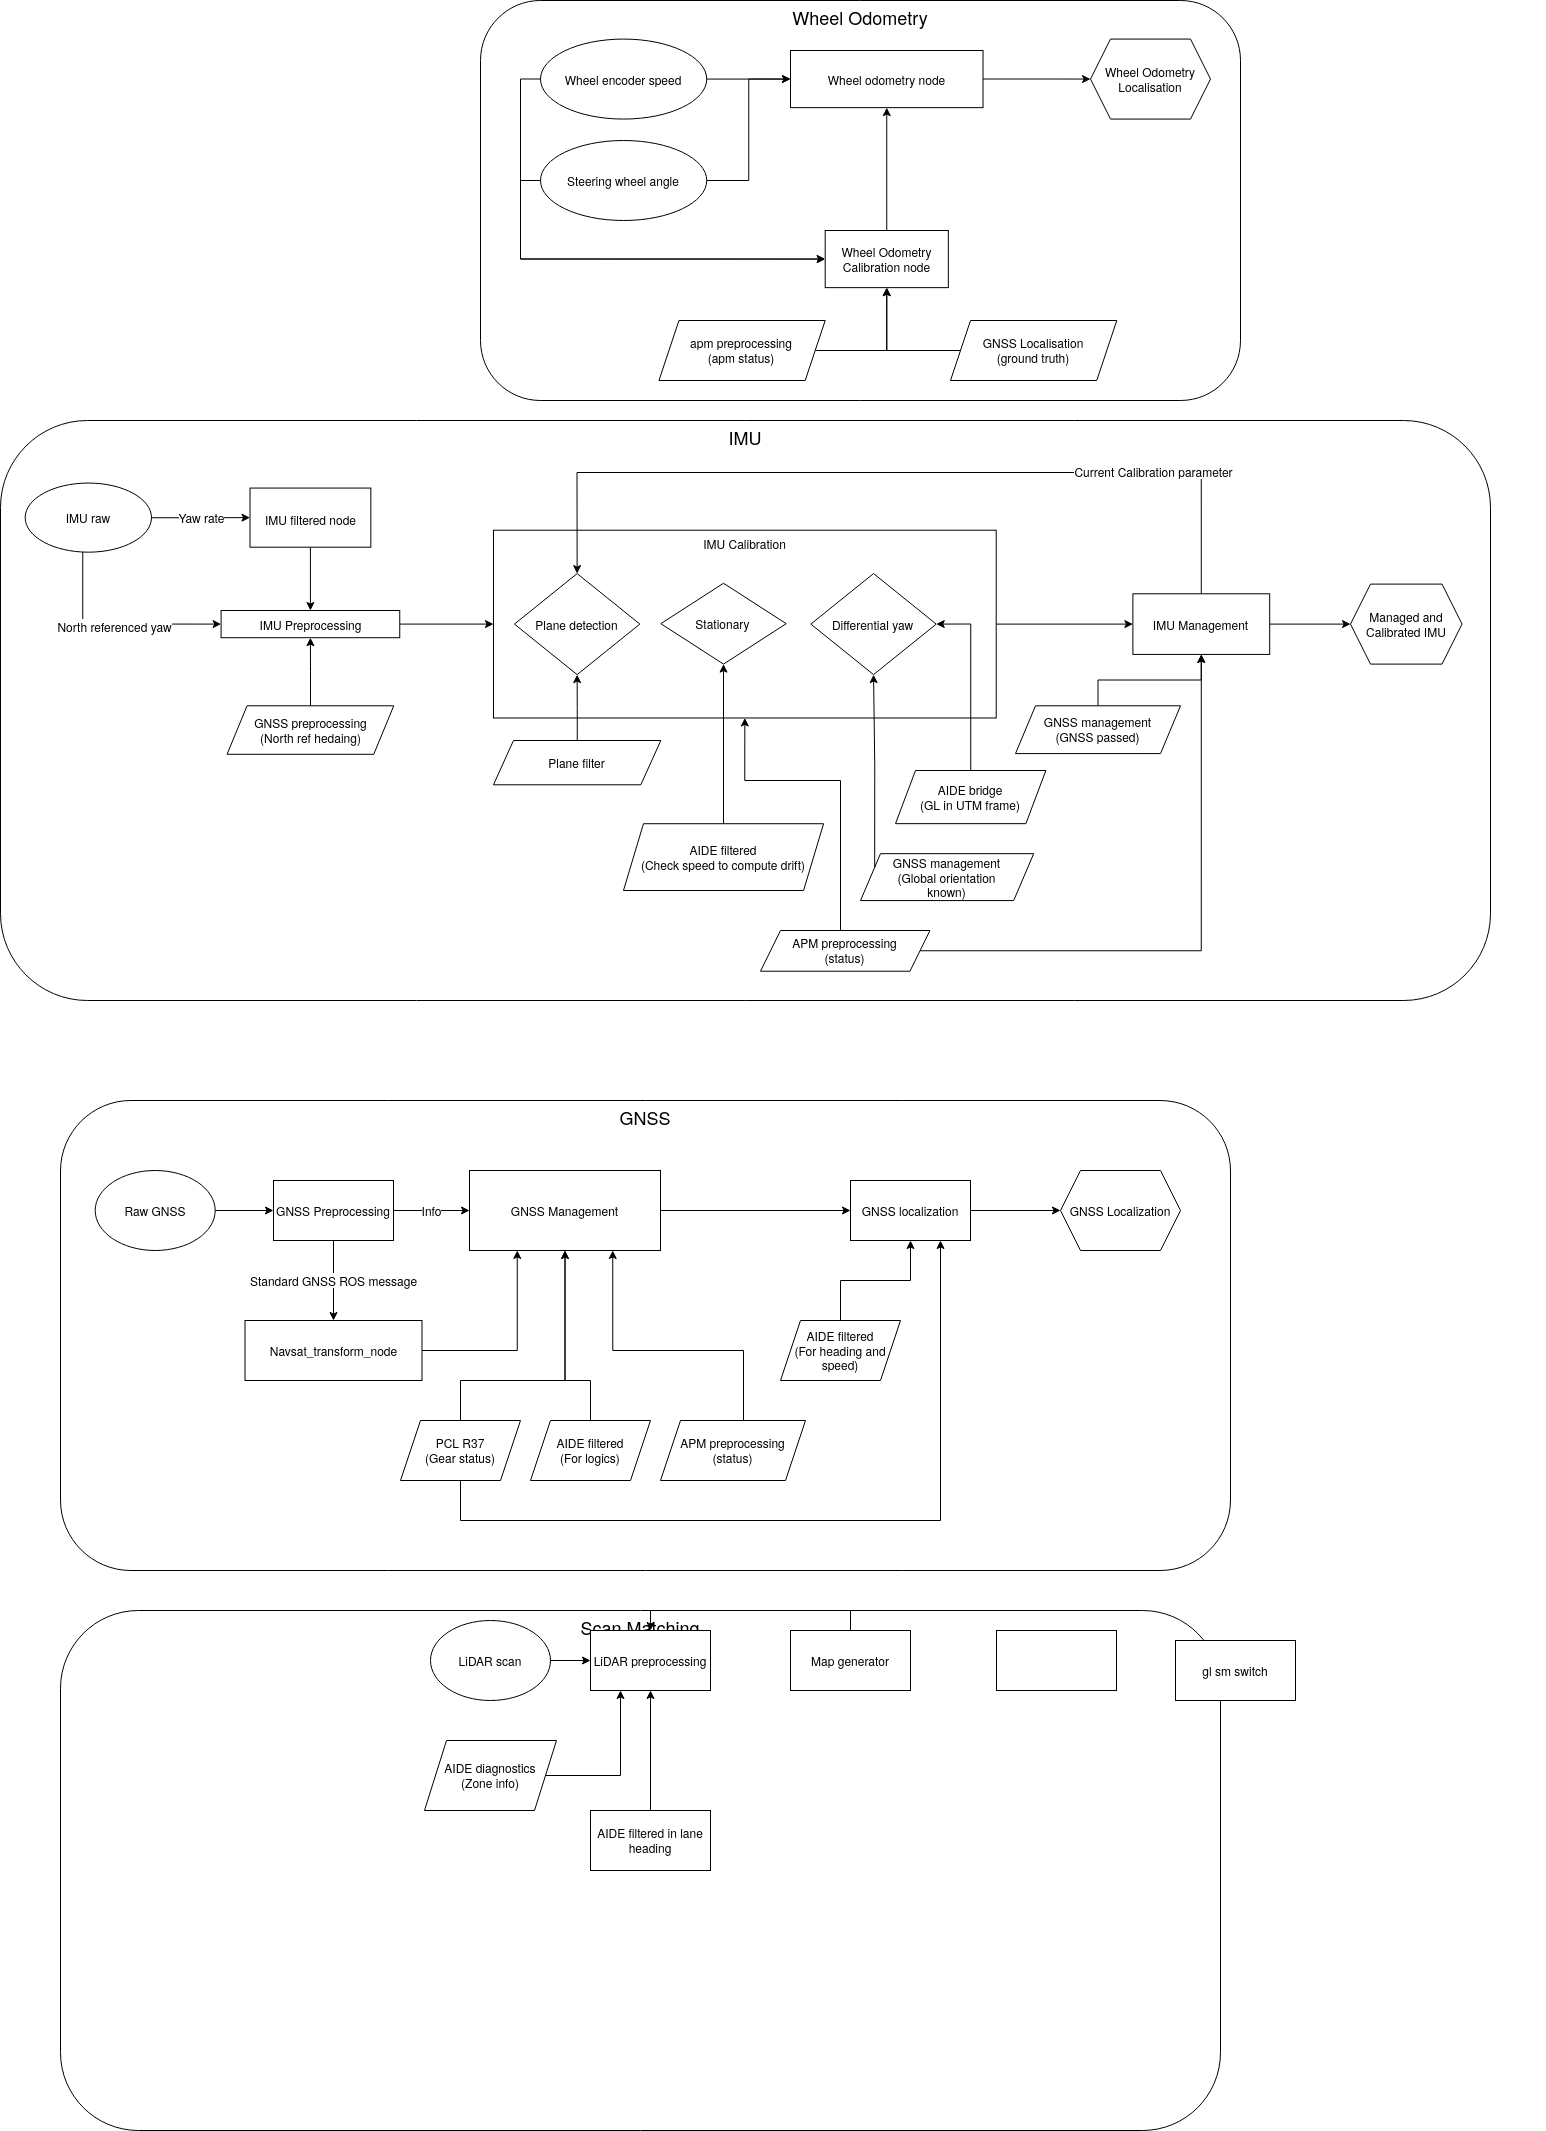 Wheel Odometry
Wheel encoder speed
Wheel odometry node
Wheel Odometry
Localisation
Steering wheel angle
Wheel Odometry
Calibration node
apm preprocessing
(apm status)
GNSS Localisation
(ground truth)
IMU
Current Calibration parameter
IMU raw
Yaw rate
IMU filtered node
IMU Calibration
North referenced yaw
IMU Preprocessing
Plane detection
Stationary
Differential yaw
IMU Management
Managed and
Calibrated IMU
GNSS preprocessing
(North ref hedaing)
GNSS management
(GNSS passed)
Plane filter
AIDE bridge
(GL in UTM frame)
AIDE filtered
(Check speed to compute drift)
GNSS management
(Global orientation
known)
APM preprocessing
(status)
GNSS
Raw GNSS
GNSS Preprocessing
Info
GNSS Management
GNSS localization
GNSS Localization
Standard GNSS ROS message
Navsat_transform_node
AIDE filtered
(For heading and
speed)
PCL R37
(Gear status)
AIDE filtered
(For logics)
APM preprocessing
(status)
Scan Matching
LiDAR scan
LiDAR preprocessing
Map generator
gl sm switch
AIDE diagnostics
(Zone info)
AIDE filtered in lane
heading